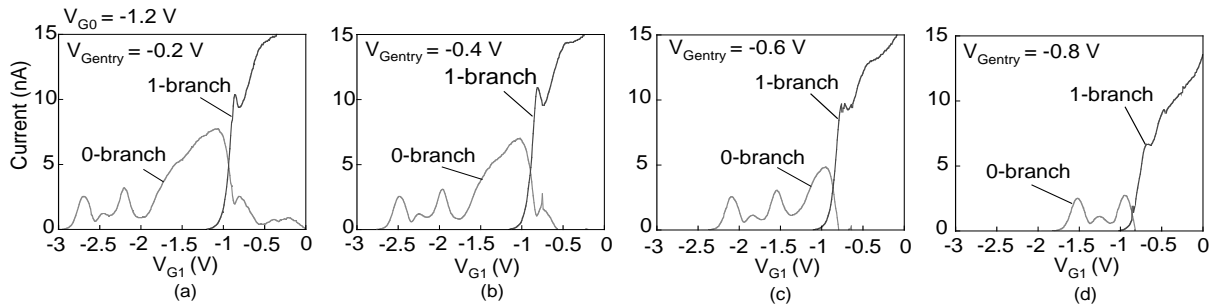 V_G0 = -1.2 V
Current (nA)
15
10
5
0
V_Gentry = -0.2 V
1-branch
0-branch
-3 -2.5 -2 -1.5 -1 -0.5 0
V_G1 (V)
(a)
15
10
5
0
V_Gentry = -0.4 V
1-branch
0-branch
-3 -2.5 -2 -1.5 -1 -0.5 0
V_G1 (V)
(b)
15
10
5
0
V_Gentry = -0.6 V
1-branch
0-branch
-3 -2.5 -2 -1.5 -1 -0.5 0
V_G1 (V)
(c)
15
10
5
0
V_Gentry = -0.8 V
1-branch
0-branch
-3 -2.5 -2 -1.5 -1 -0.5 0
V_G1 (V)
(d)